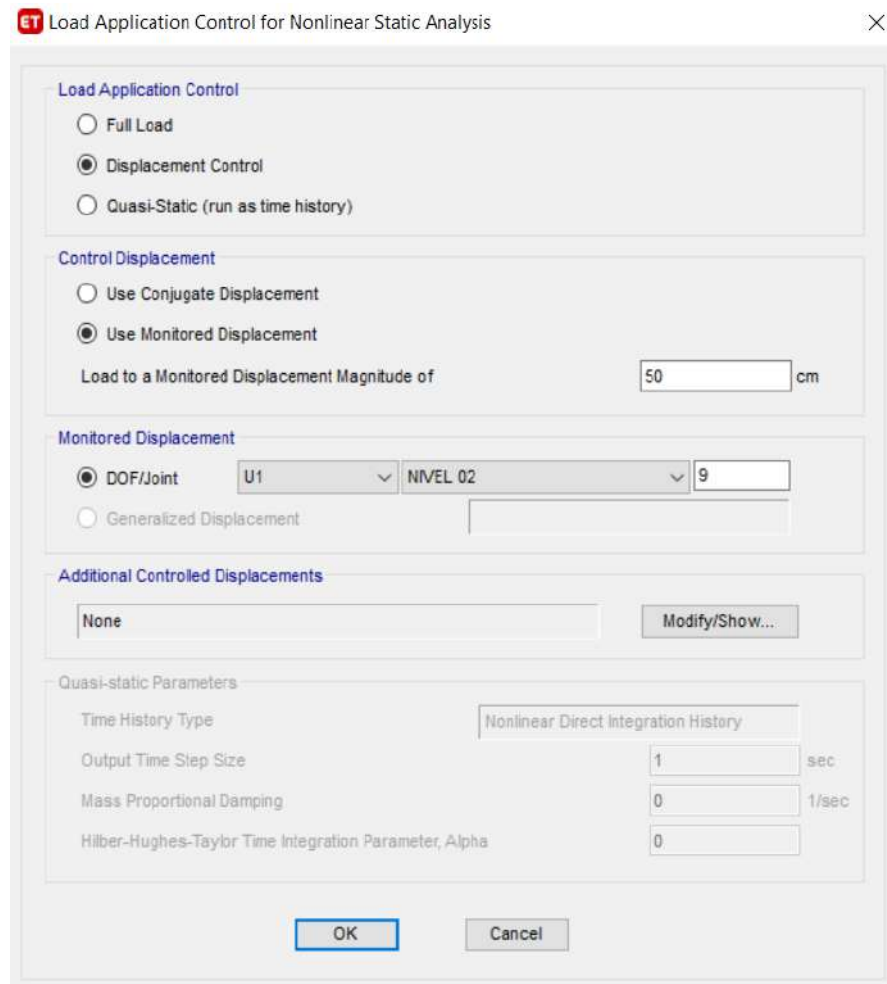 ET Load Application Control for Nonlinear Static Analysis
Load Application Control
Full Load
Displacement Control
Quasi-Static (run as time history)
Control Displacement
Use Conjugate Displacement
Use Monitored Displacement
Load to a Monitored Displacement Magnitude of 50 cm
Monitored Displacement
DOF/Joint U1 NIVEL 02 9
Generalized Displacement
Additional Controlled Displacements
None Modify/Show...
Quasi-static Parameters
Time History Type Nonlinear Direct Integration History
Output Time Step Size 1 sec
Mass Proportional Damping 0 1/sec
Hilber-Hughes-Taylor Time Integration Parameter, Alpha 0
OK Cancel